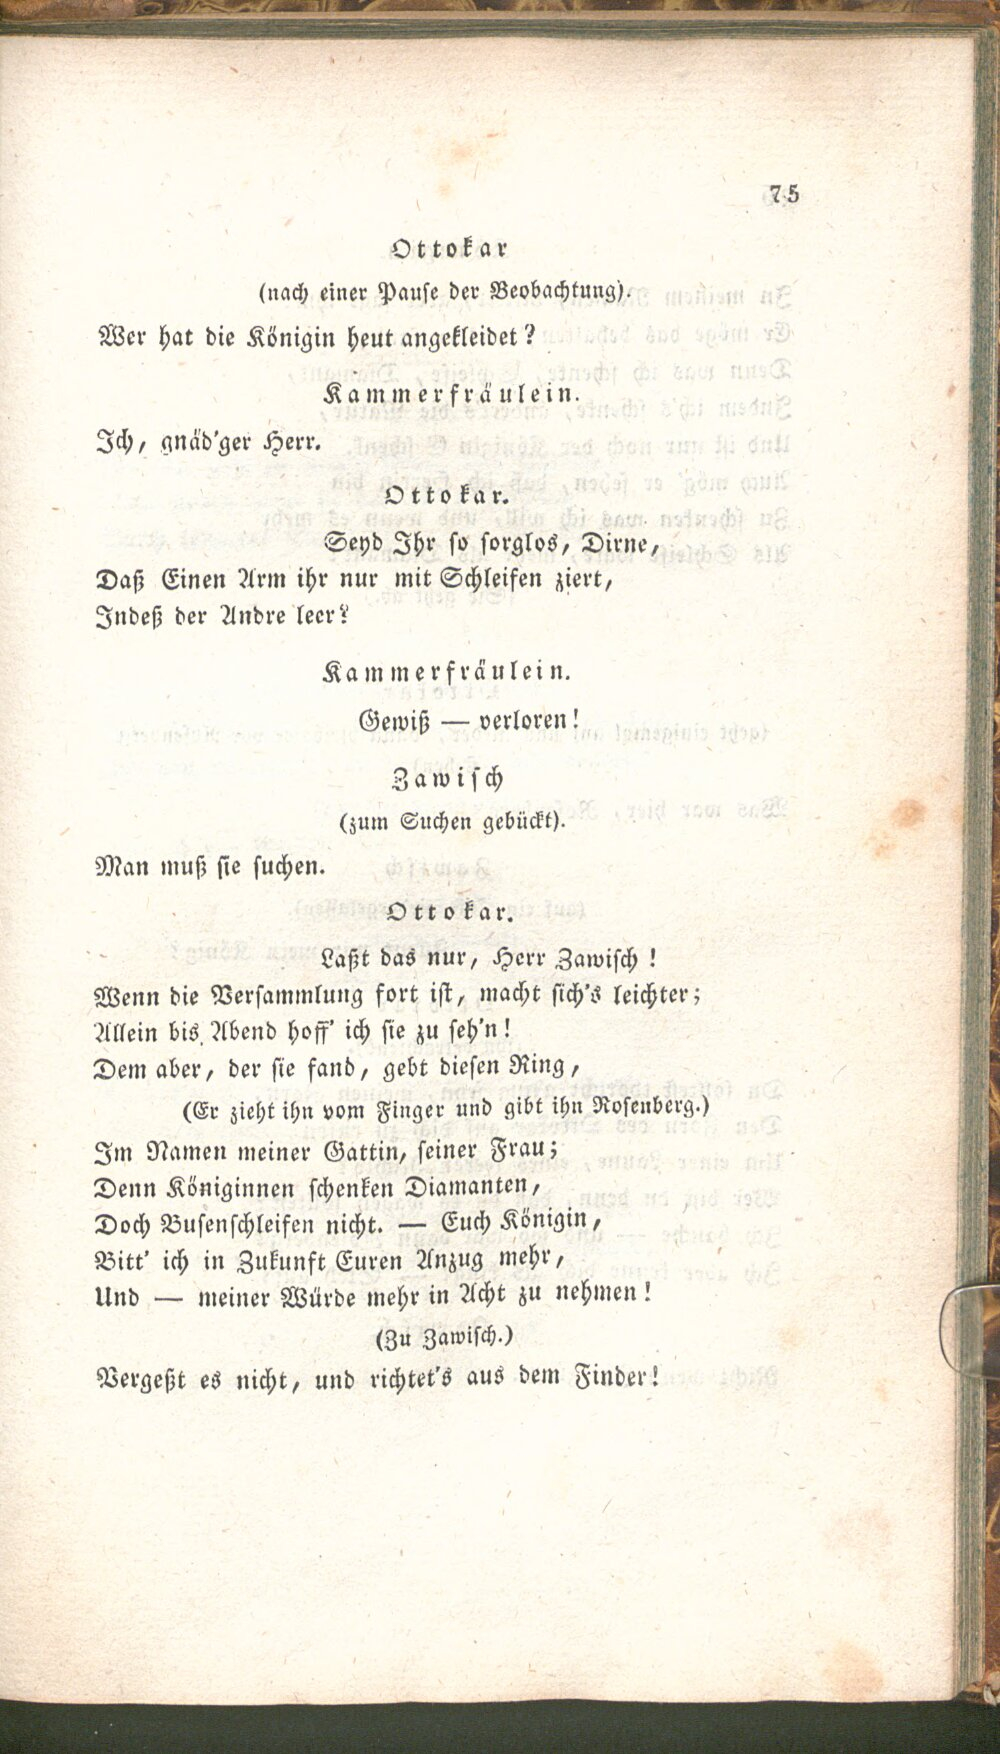 75
Ottokar
(nach einer Pause der Beobachtung).
Wer hat die Königin heut angekleidet?
Kammerfräulein.
Ich, gnäd'ger Herr.
Ottokar.
Seyd Ihr so sorglos, Dirne,
Daß Einen Arm ihr nur mit Schleifen ziert,
Indeß der Andre leer?
Kammerfräulein.
Gewiß — verloren!
Zawisch
(zum Suchen gebückt).
Man muß sie suchen.
Ottokar.
Laßt das nur, Herr Zawisch!
Wenn die Versammlung fort ist, macht sich's leichter;
Allein bis Abend hoff' ich sie zu seh'n!
Dem aber, der sie fand, gebt diesen Ring,
(Er zieht ihn vom Finger und gibt ihn Rosenberg.)
Im Namen meiner Gattin, seiner Frau;
Denn Königinnen schenken Diamanten,
Doch Busenschleifen nicht. — Euch Königin,
Bitt' ich in Zukunft Euren Anzug mehr,
Und — meiner Würde mehr in Acht zu nehmen!
(Zu Zawisch.)
Vergeßt es nicht, und richtet's aus dem Finder!